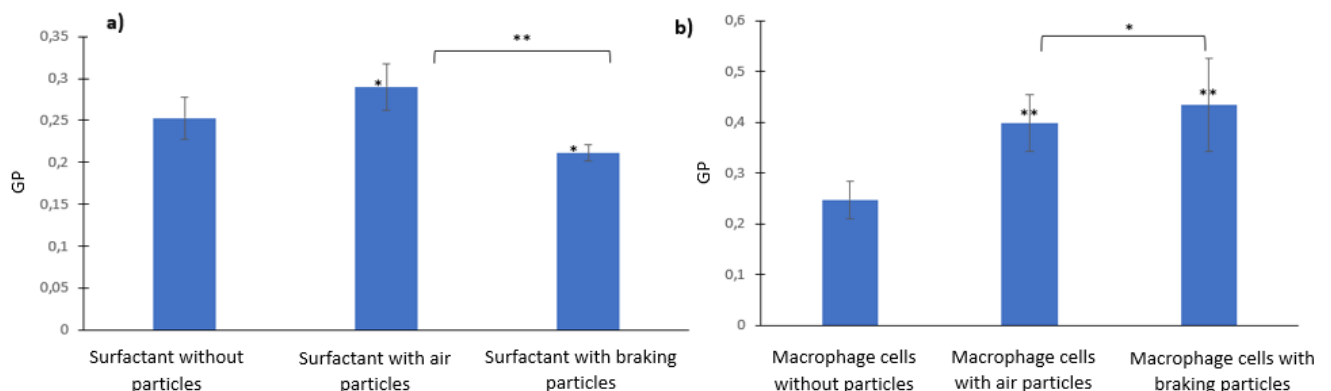 a)
**
0,35
0,3
0,25
0,2
0,15
0,1
0,05
0
GP
*
*
Surfactant without
particles
Surfactant with air
particles
Surfactant with braking
particles
b)
*
0,6
0,5
0,4
0,3
0,2
0,1
0
GP
**
**
Macrophage cells
without particles
Macrophage cells
with air particles
Macrophage cells with
braking particles